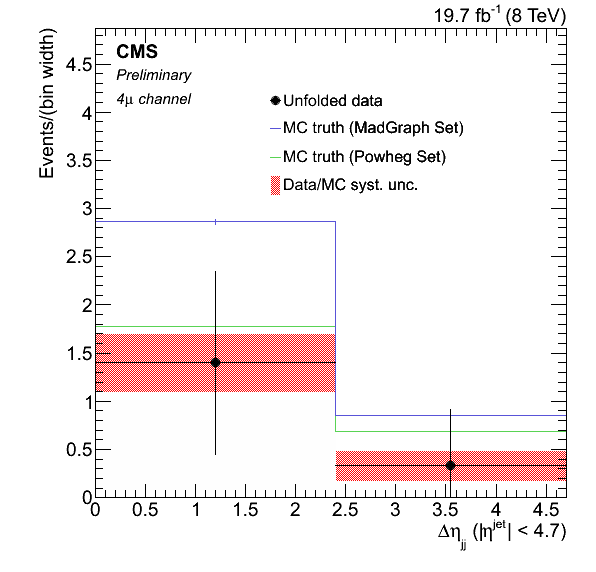 19.7 fb⁻¹ (8 TeV)
CMS
Preliminary
4μ channel
Unfolded data
MC truth (MadGraph Set)
MC truth (Powheg Set)
Data/MC syst. unc.
Events/(bin width)
4.5
4
3.5
3
2.5
2
1.5
1
0.5
0
0 0.5 1 1.5 2 2.5 3 3.5 4 4.5
Δη_jj (|η^jet| < 4.7)